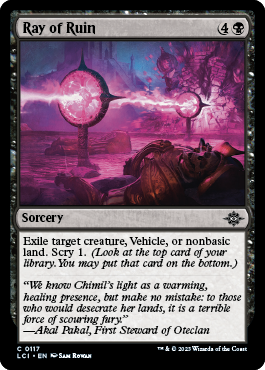 Ray of Ruin 4
Sorcery
Exile target creature, Vehicle, or nonbasic
land. Scry 1. (Look at the top card of your
library. You may put that card on the bottom.)
“We know Chimil’s light as a warming,
healing presence, but make no mistake: to those
who would desecrate her lands, it is a terrible
force of scouring fury.”
—Akal Pakal, First Steward of Oteclan
C 0117
LCI • EN Sam Rowan
™ & © 2023 Wizards of the Coast